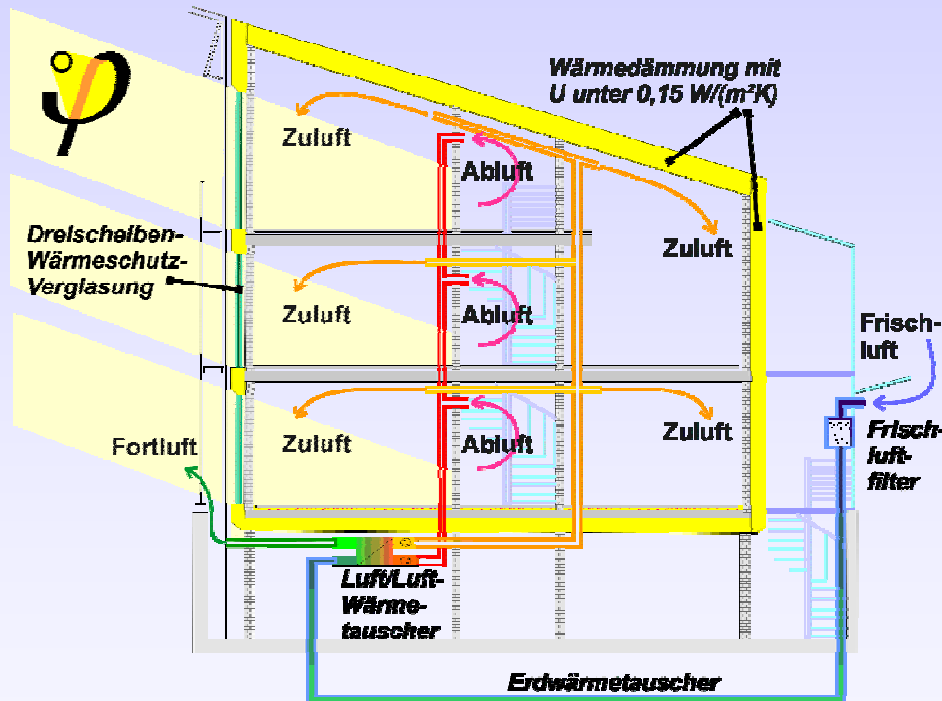 φ
Wärmedämmung mit
U unter 0,15 W/(m²K)
Zuluft
Abluft
Dreischeiben-
Wärmeschutz-
Verglasung
Zuluft
Zuluft
Abluft
Frisch-
luft
Fortluft
Zuluft
Abluft
Zuluft
Frisch-
luft-
filter
Luft/Luft-
Wärme-
tauscher
Erdwärmetauscher